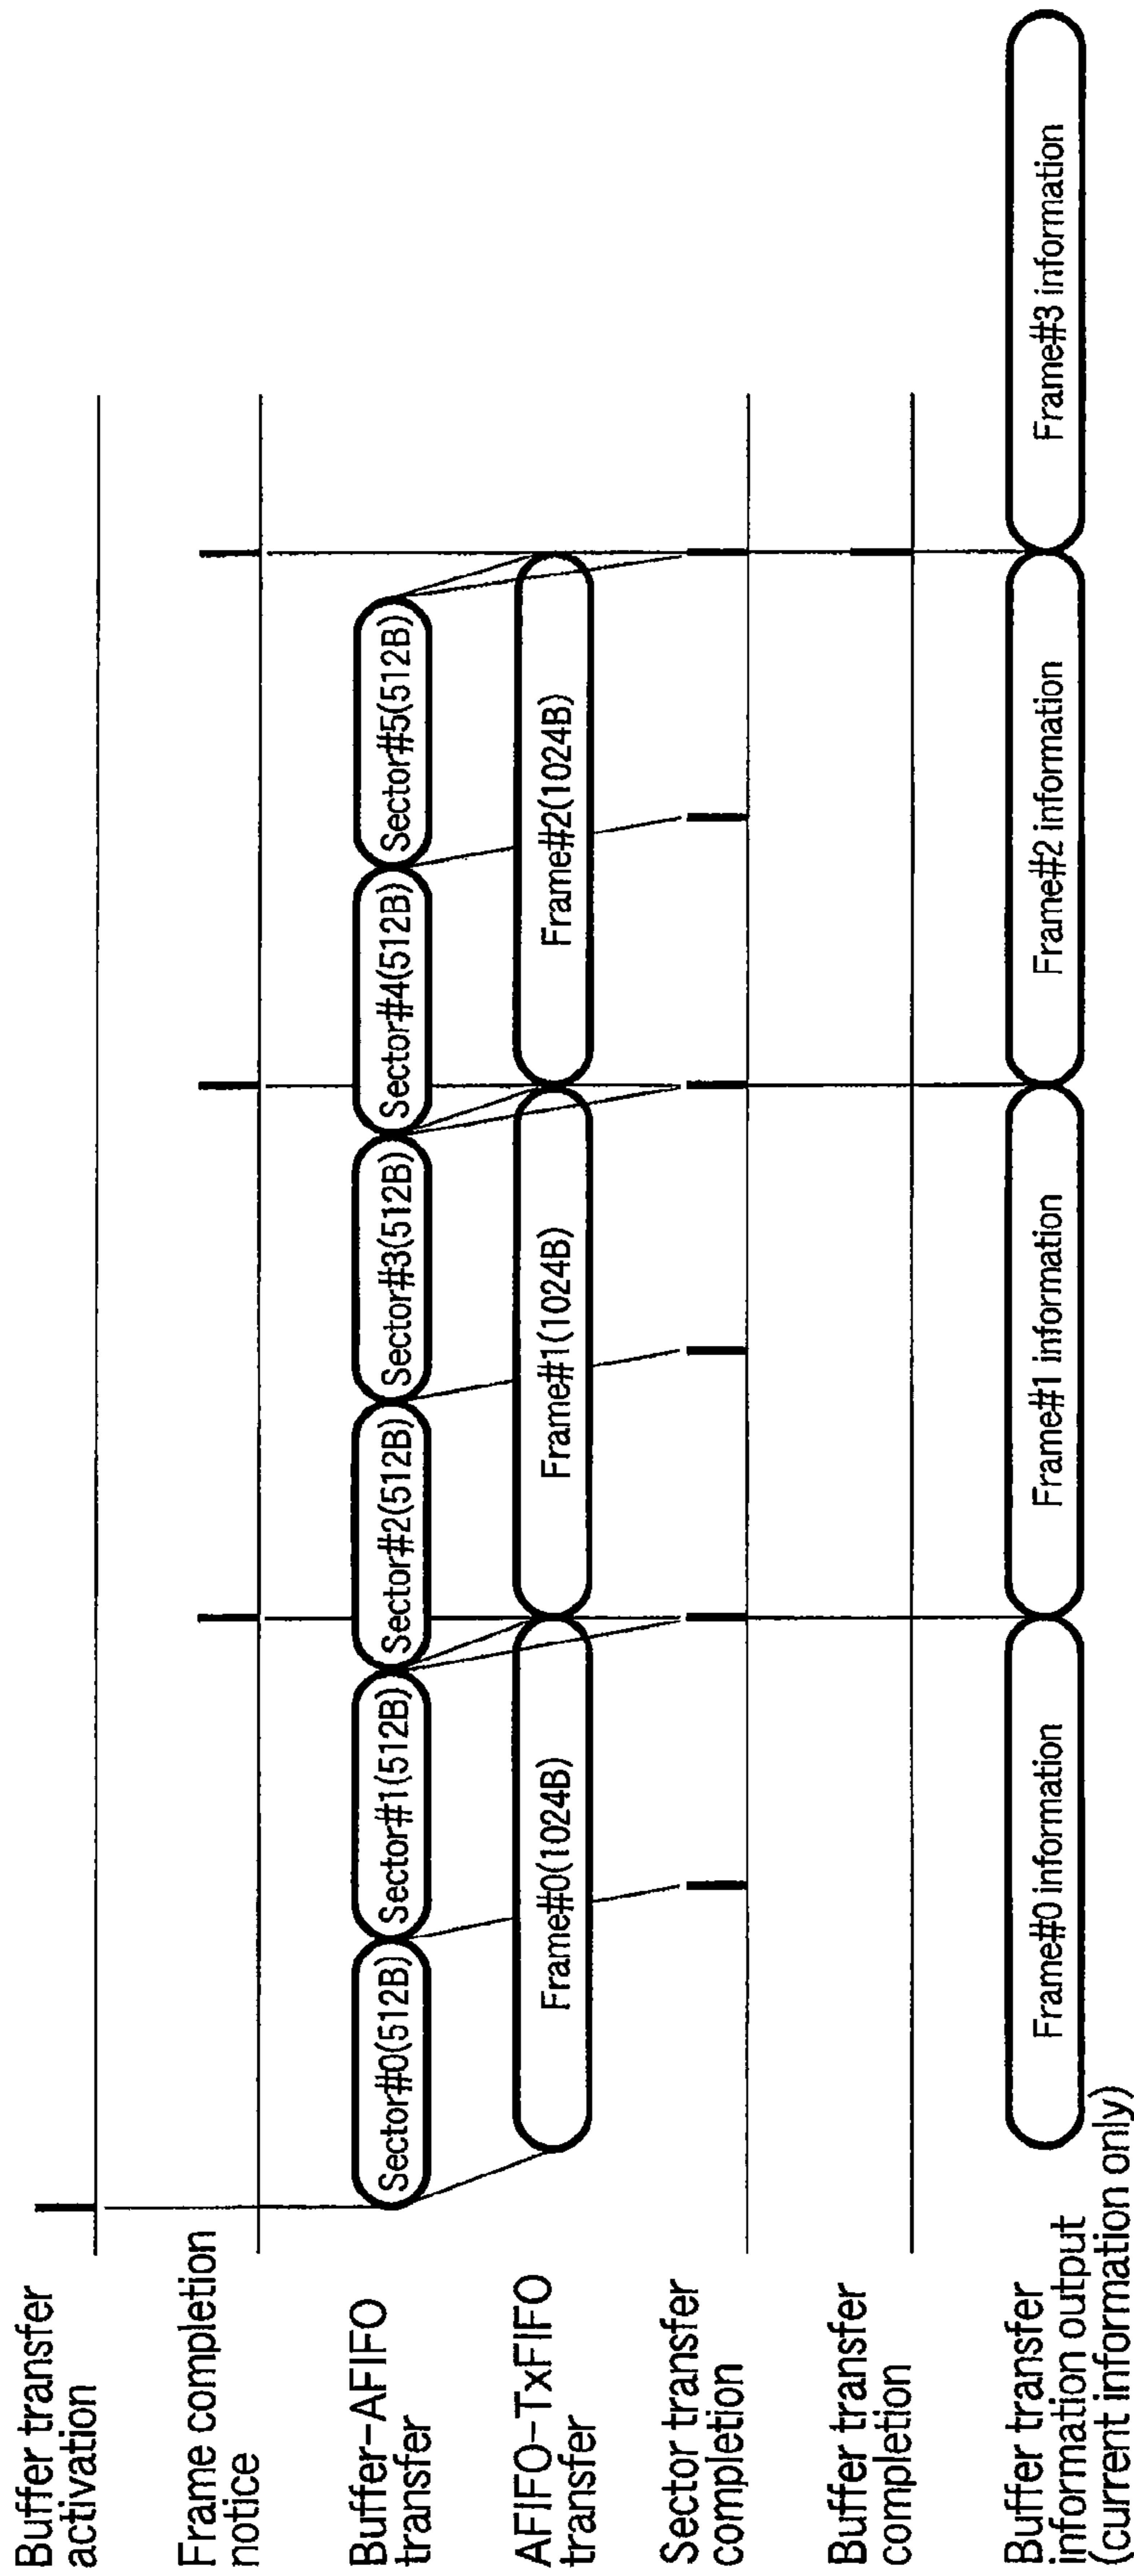 Buffer transfer
activation
Frame completion
notice
Buffer-AFIFO
transfer
Sector#0(512B)
Sector#1(512B)
Sector#2(512B)
Sector#3(512B)
Sector#4(512B)
Sector#5(512B)
AFIFO-TxFIFO
transfer
Frame#0(1024B)
Frame#1(1024B)
Frame#2(1024B)
Sector transfer
completion
Buffer transfer
completion
Buffer transfer
information output
(current information only)
Frame#0 information
Frame#1 information
Frame#2 information
Frame#3 information